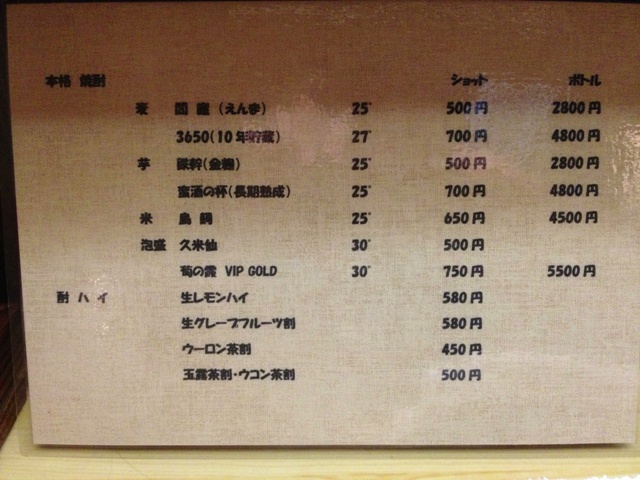 本格 焼酎 ショット ボトル
麦 (えんま) 25° 500円 2800円
3650(10年貯蔵) 27° 700円 4800円
芋 (金麹) 25° 500円 2800円
蜜酒の杯(長期熟成) 25° 700円 4800円
米 鳥飼 25° 650円 4500円
泡盛 久米仙 30° 500円
菊の露 VIP GOLD 30° 750円 5500円
酎ハイ 生レモンハイ 580円
生グレープフルーツ割 580円
ウーロン茶割 450円
玉露茶割・ウコン茶割 500円